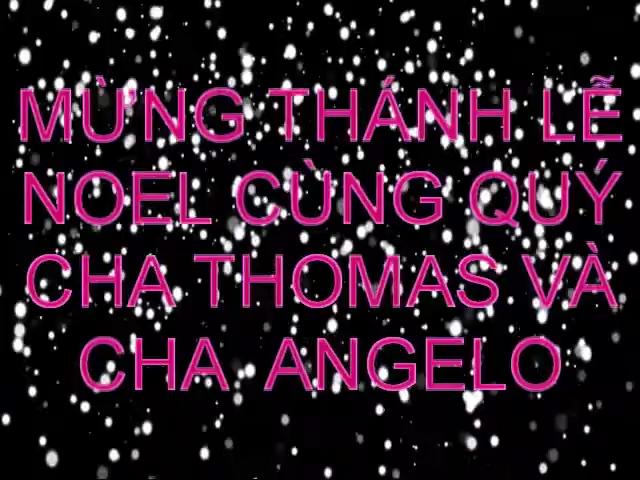 MỪNG THÁNH LỄ
NOEL CÙNG QUÝ
CHA THOMAS VÀ
CHA ANGELO